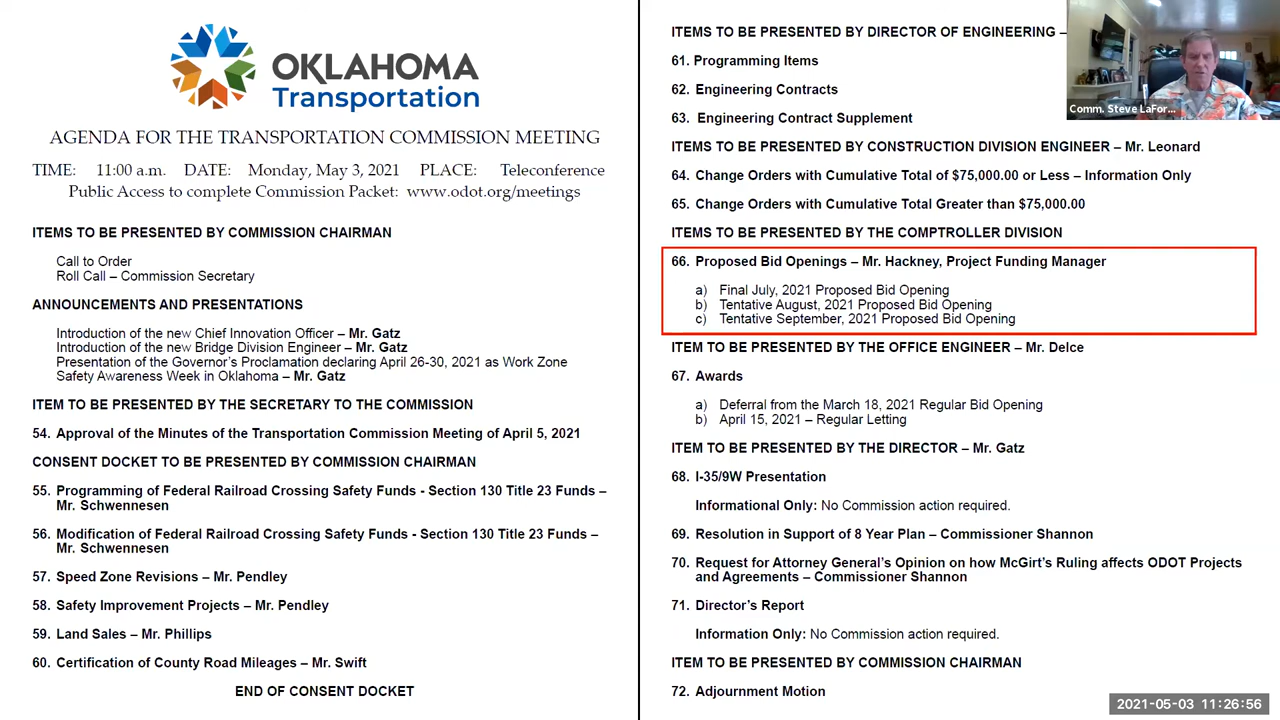 OKLAHOMA
Transportation
AGENDA FOR THE TRANSPORTATION COMMISSION MEETING
TIME: 11:00 a.m. DATE: Monday, May 3, 2021 PLACE: Teleconference
Public Access to complete Commission Packet: www.odot.org/meetings
ITEMS TO BE PRESENTED BY COMMISSION CHAIRMAN
Call to Order
Roll Call – Commission Secretary
ANNOUNCEMENTS AND PRESENTATIONS
Introduction of the new Chief Innovation Officer – Mr. Gatz
Introduction of the new Bridge Division Engineer – Mr. Gatz
Presentation of the Governor's Proclamation declaring April 26-30, 2021 as Work Zone
Safety Awareness Week in Oklahoma – Mr. Gatz
ITEM TO BE PRESENTED BY THE SECRETARY TO THE COMMISSION
54. Approval of the Minutes of the Transportation Commission Meeting of April 5, 2021
CONSENT DOCKET TO BE PRESENTED BY COMMISSION CHAIRMAN
55. Programming of Federal Railroad Crossing Safety Funds - Section 130 Title 23 Funds –
Mr. Schwennesen
56. Modification of Federal Railroad Crossing Safety Funds - Section 130 Title 23 Funds –
Mr. Schwennesen
57. Speed Zone Revisions – Mr. Pendley
58. Safety Improvement Projects – Mr. Pendley
59. Land Sales – Mr. Phillips
60. Certification of County Road Mileages – Mr. Swift
END OF CONSENT DOCKET
ITEMS TO BE PRESENTED BY DIRECTOR OF ENGINEERING –
61. Programming Items
62. Engineering Contracts
63. Engineering Contract Supplement
ITEMS TO BE PRESENTED BY CONSTRUCTION DIVISION ENGINEER – Mr. Leonard
64. Change Orders with Cumulative Total of $75,000.00 or Less – Information Only
65. Change Orders with Cumulative Total Greater than $75,000.00
ITEMS TO BE PRESENTED BY THE COMPTROLLER DIVISION
66. Proposed Bid Openings – Mr. Hackney, Project Funding Manager
a) Final July, 2021 Proposed Bid Opening
b) Tentative August, 2021 Proposed Bid Opening
c) Tentative September, 2021 Proposed Bid Opening
ITEM TO BE PRESENTED BY THE OFFICE ENGINEER – Mr. Delce
67. Awards
a) Deferral from the March 18, 2021 Regular Bid Opening
b) April 15, 2021 – Regular Letting
ITEM TO BE PRESENTED BY THE DIRECTOR – Mr. Gatz
68. I-35/9W Presentation
Informational Only: No Commission action required.
69. Resolution in Support of 8 Year Plan – Commissioner Shannon
70. Request for Attorney General's Opinion on how McGirt's Ruling affects ODOT Projects
and Agreements – Commissioner Shannon
71. Director's Report
Information Only: No Commission action required.
ITEM TO BE PRESENTED BY COMMISSION CHAIRMAN
72. Adjournment Motion
Comm. Steve LaFor...
2021-05-03 11:26:56